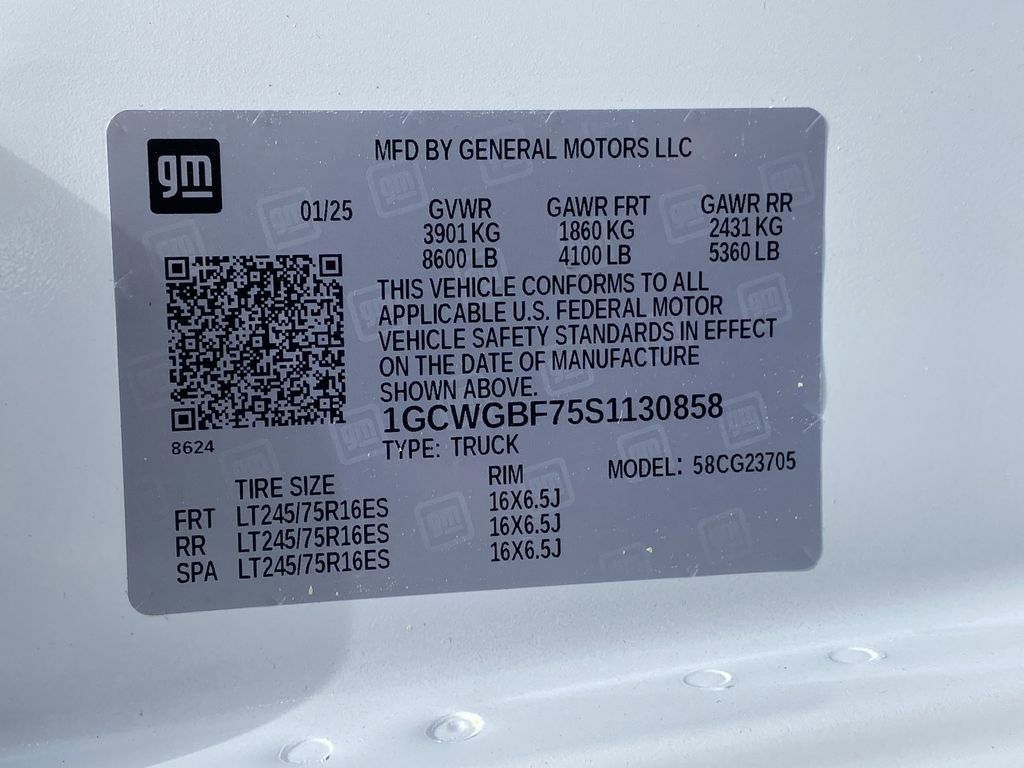 gm
MFD BY GENERAL MOTORS LLC
01/25 GVWR GAWR FRT GAWR RR
3901 KG 1860 KG 2431 KG
8600 LB 4100 LB 5360 LB
THIS VEHICLE CONFORMS TO ALL
APPLICABLE U.S. FEDERAL MOTOR
VEHICLE SAFETY STANDARDS IN EFFECT
ON THE DATE OF MANUFACTURE
SHOWN ABOVE.
1GCWGBF75S1130858
8624
TYPE: TRUCK
MODEL: 58CG23705
TIRE SIZE RIM
FRT LT245/75R16ES 16X6.5J
RR LT245/75R16ES 16X6.5J
SPA LT245/75R16ES 16X6.5J